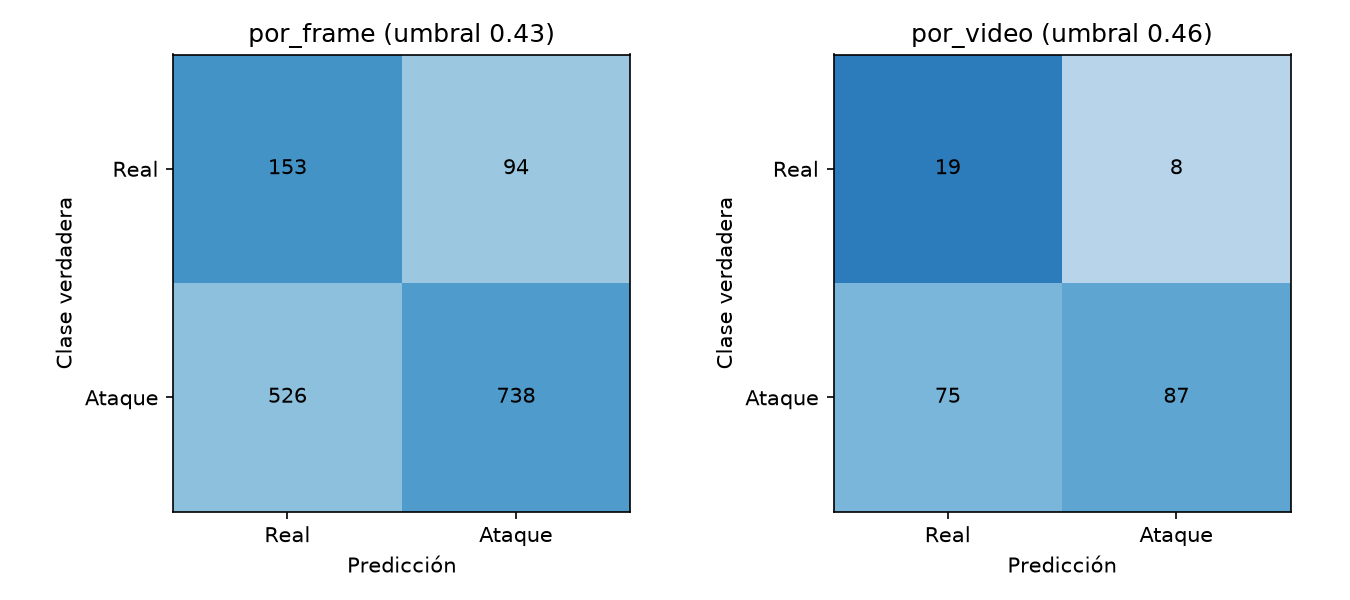 por_frame (umbral 0.43)
Clase verdadera
Real
153
94
Ataque
526
738
Real
Ataque
Predicción
por_video (umbral 0.46)
Clase verdadera
Real
19
8
Ataque
75
87
Real
Ataque
Predicción